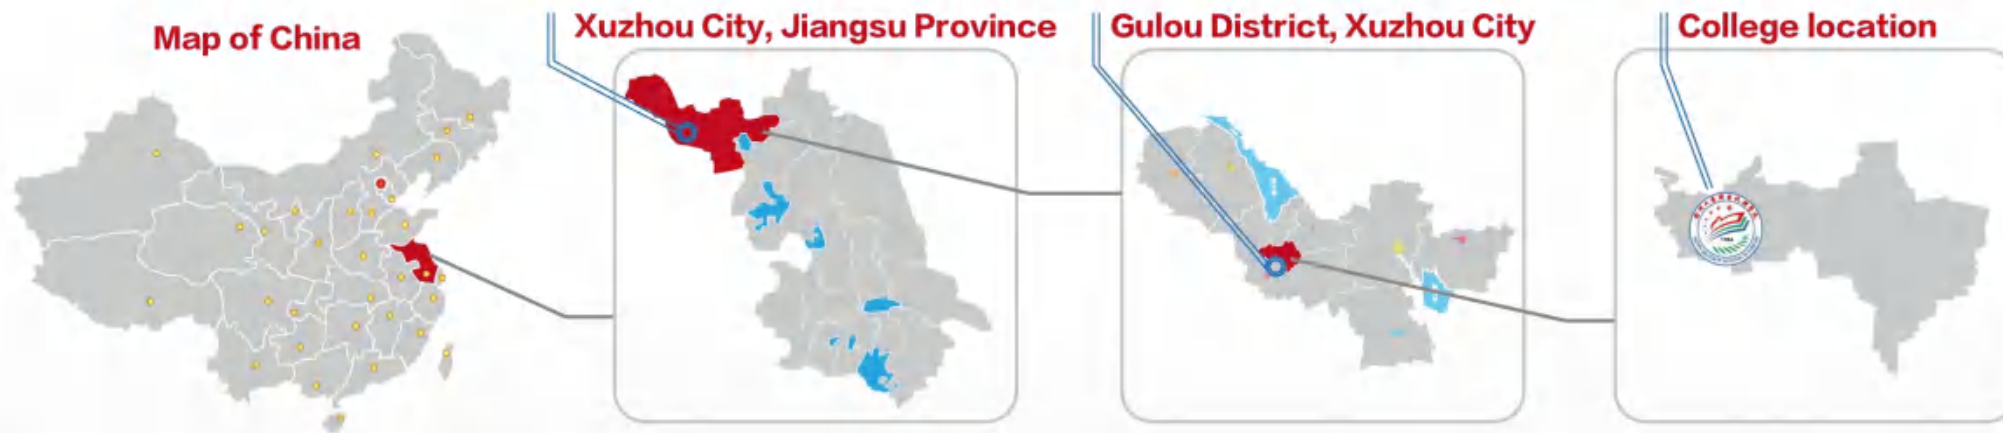 Map of China
Xuzhou City, Jiangsu Province
Gulou District, Xuzhou City
College location